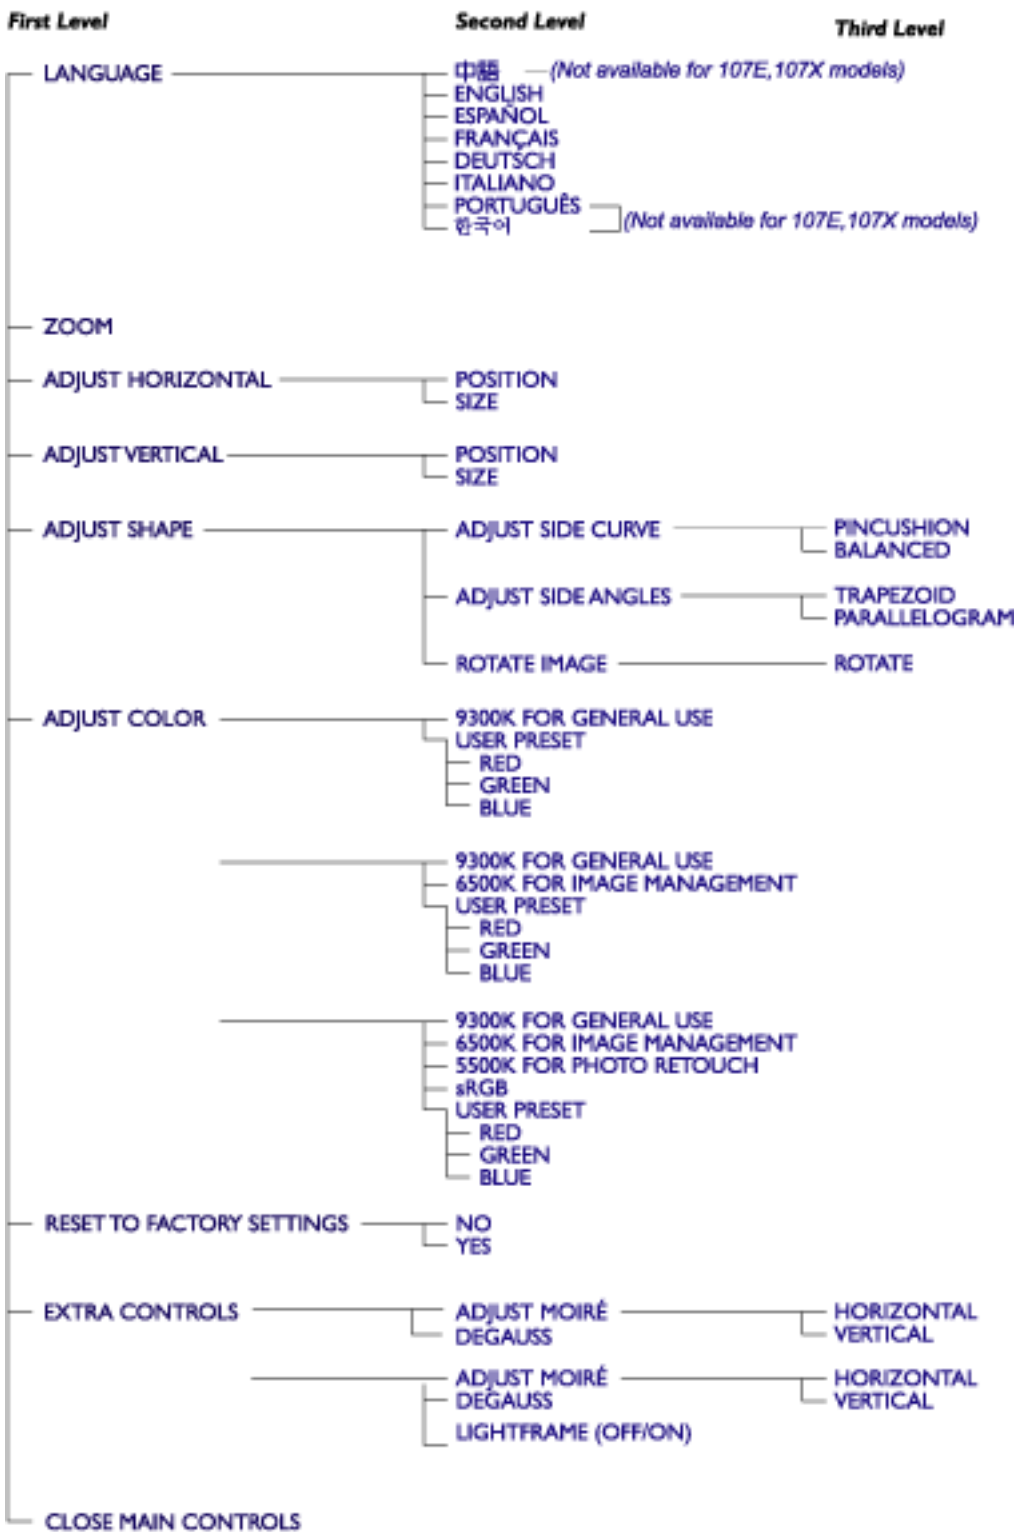 First Level Second Level Third Level
LANGUAGE 中語 (Not available for 107E,107X models)
ENGLISH
ESPAÑOL
FRANÇAIS
DEUTSCH
ITALIANO
PORTUGUÊS
한국어 (Not available for 107E,107X models)
ZOOM
ADJUST HORIZONTAL POSITION
SIZE
ADJUST VERTICAL POSITION
SIZE
ADJUST SHAPE ADJUST SIDE CURVE PINCUSHION
BALANCED
ADJUST SIDE ANGLES TRAPEZOID
PARALLELOGRAM
ROTATE IMAGE ROTATE
ADJUST COLOR 9300K FOR GENERAL USE
USER PRESET
RED
GREEN
BLUE
9300K FOR GENERAL USE
6500K FOR IMAGE MANAGEMENT
USER PRESET
RED
GREEN
BLUE
9300K FOR GENERAL USE
6500K FOR IMAGE MANAGEMENT
5500K FOR PHOTO RETOUCH
sRGB
USER PRESET
RED
GREEN
BLUE
RESET TO FACTORY SETTINGS NO
YES
EXTRA CONTROLS ADJUST MOIRÉ HORIZONTAL
DEGAUSS VERTICAL
ADJUST MOIRÉ HORIZONTAL
DEGAUSS VERTICAL
LIGHTFRAME (OFF/ON)
CLOSE MAIN CONTROLS